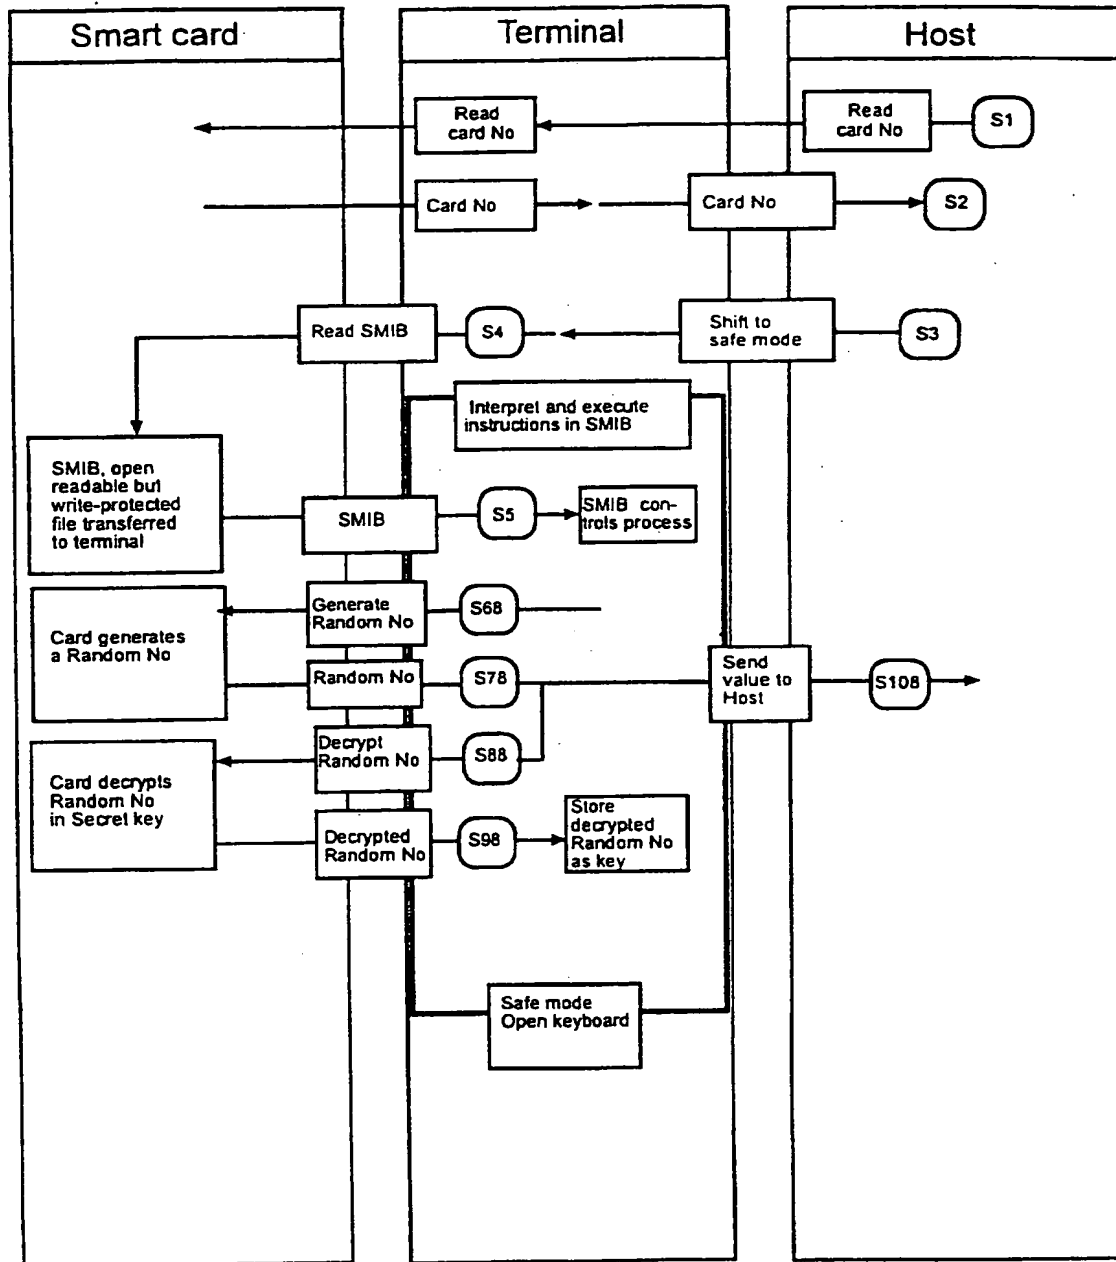 Smart card
Terminal
Host
Read
card No
Read
card No
S1
Card No
Card No
S2
Read SMIB
S4
Shift to
safe mode
S3
Interpret and execute
instructions in SMIB
SMIB, open
readable but
write-protected
file transferred
to terminal
SMIB
S5
SMIB con-
trols process
Generate
Random No
S68
Card generates
a Random No
Random No
S78
Send
value to
Host
S108
Decrypt
Random No
S88
Card decrypts
Random No
in Secret key
Decrypted
Random No
S98
Store
decrypted
Random No
as key
Safe mode
Open keyboard